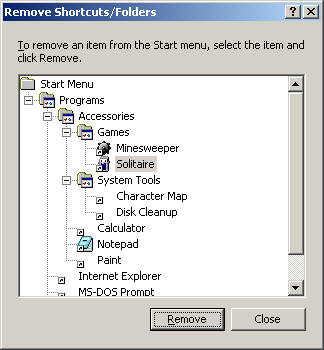 Remove Shortcuts/Folders
To remove an item from the Start menu, select the item and
click Remove.
Start Menu
Programs
Accessories
Games
Minesweeper
Solitaire
System Tools
Character Map
Disk Cleanup
Calculator
Notepad
Paint
Internet Explorer
MS-DOS Prompt
Remove
Close